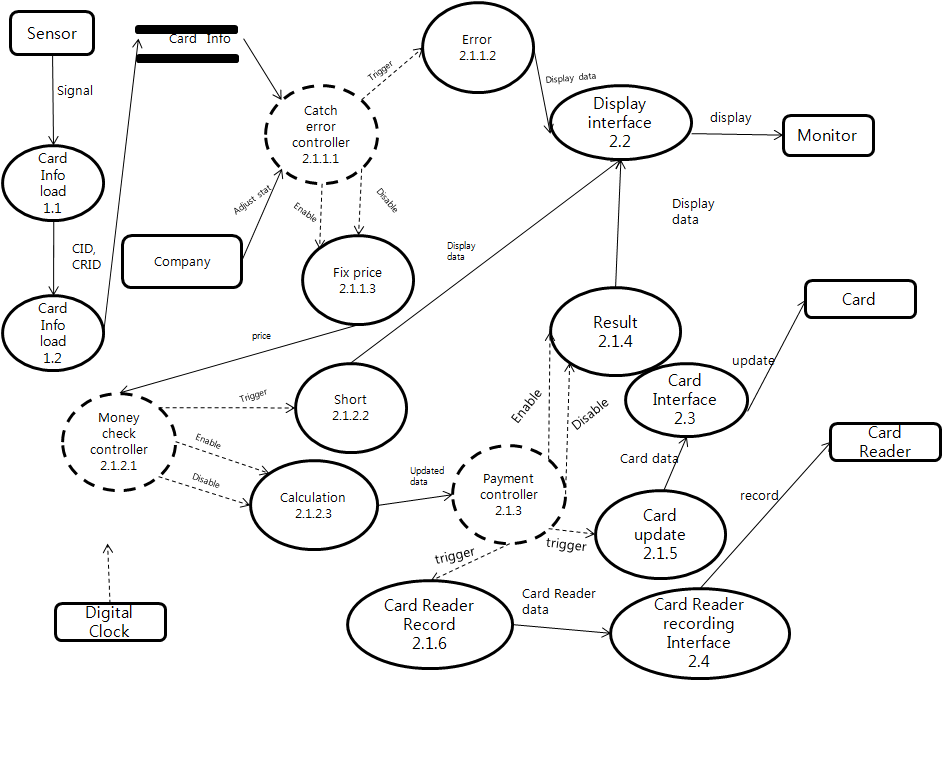 Sensor
Card Info
Error
2.1.1.2
Trigger
Display data
Signal
Catch
error
controller
2.1.1.1
Display
interface
2.2
display
Monitor
Card
Info
load
1.1
Adjust stat
Enable
Disable
Display
data
CID,
CRID
Company
Display
data
Fix price
2.1.1.3
Card
Info
load
1.2
price
Result
2.1.4
Card
update
Trigger
Short
2.1.2.2
Enable
Disable
Card
Interface
2.3
Money
check
controller
2.1.2.1
Enable
Disable
Card
Reader
Card data
Updated
data
Calculation
2.1.2.3
Payment
controller
2.1.3
record
Card
update
2.1.5
trigger
trigger
Digital
Clock
Card Reader
Record
2.1.6
Card Reader
data
Card Reader
recording
Interface
2.4